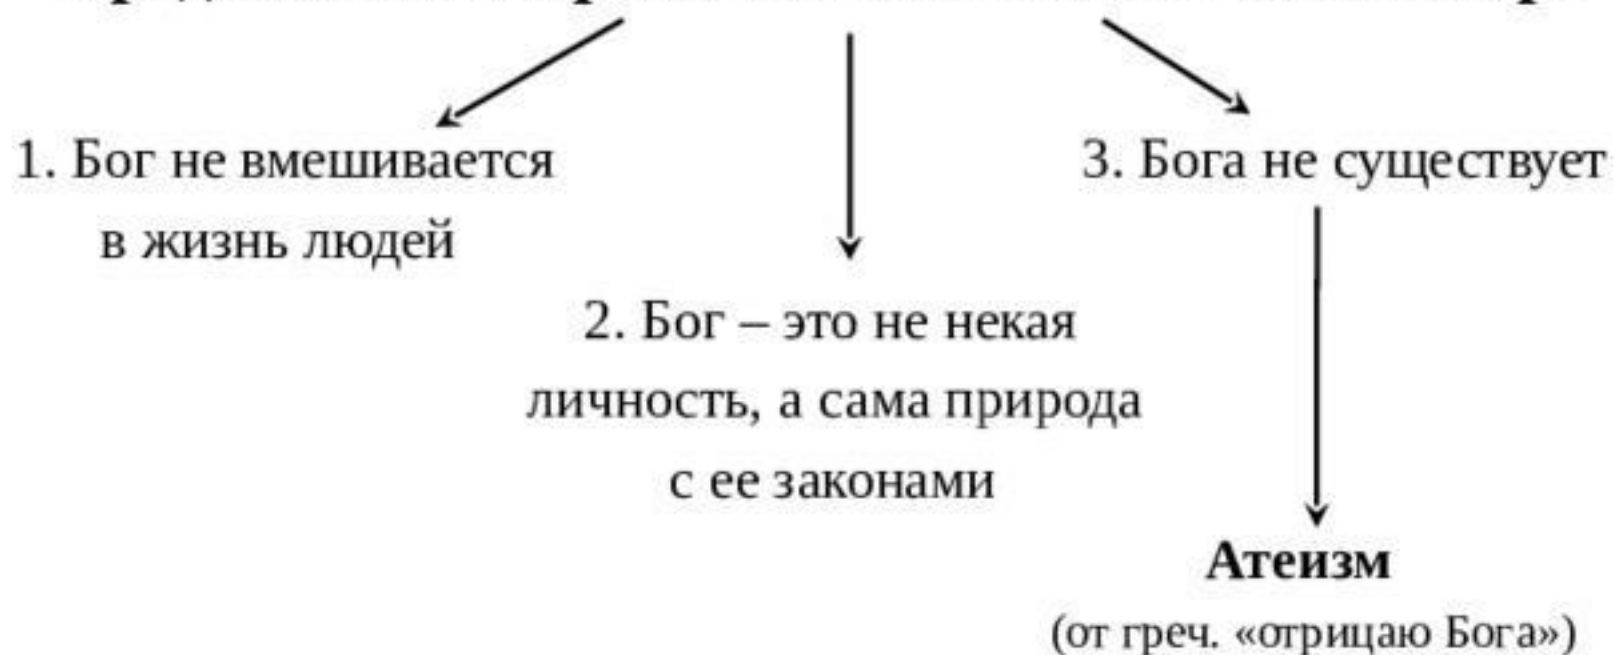 1. Бог не вмешивается
в жизнь людей
3. Бога не существует
2. Бог – это не некая
личность, а сама природа
с ее законами
Атеизм
(от греч. «отрицаю Бога»)